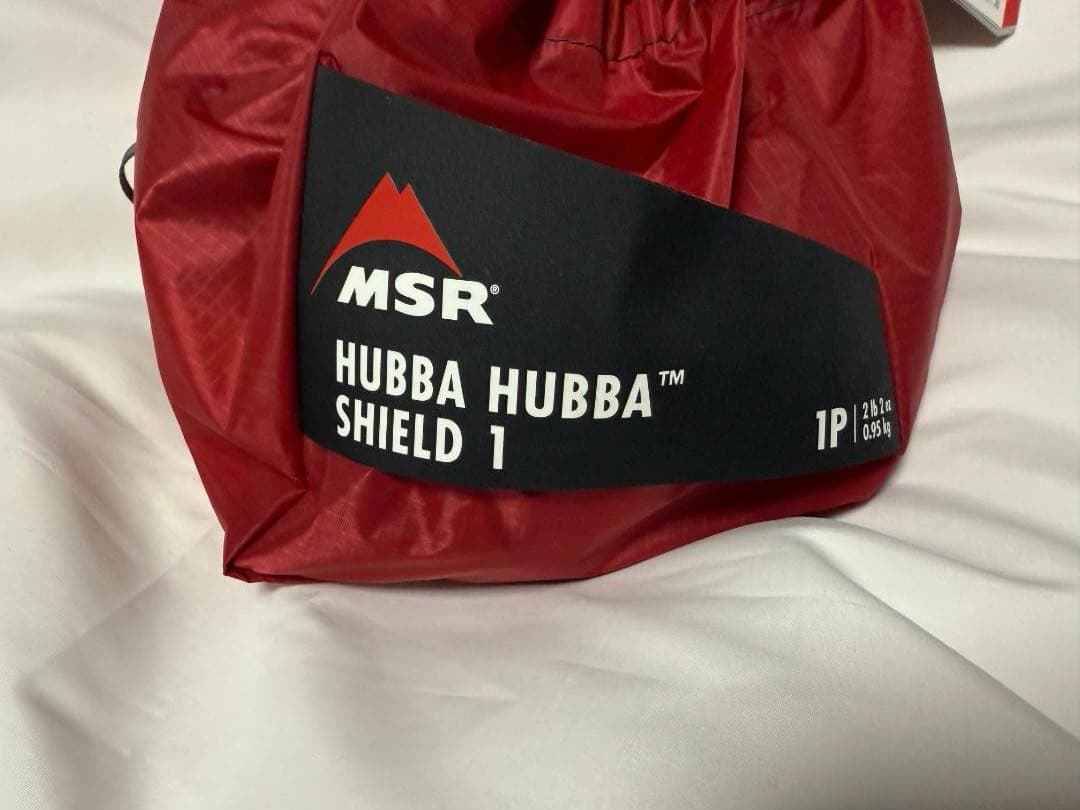 MSR®
HUBBA HUBBA™
SHIELD 1
1P
2 lb 2 oz
0.95 kg